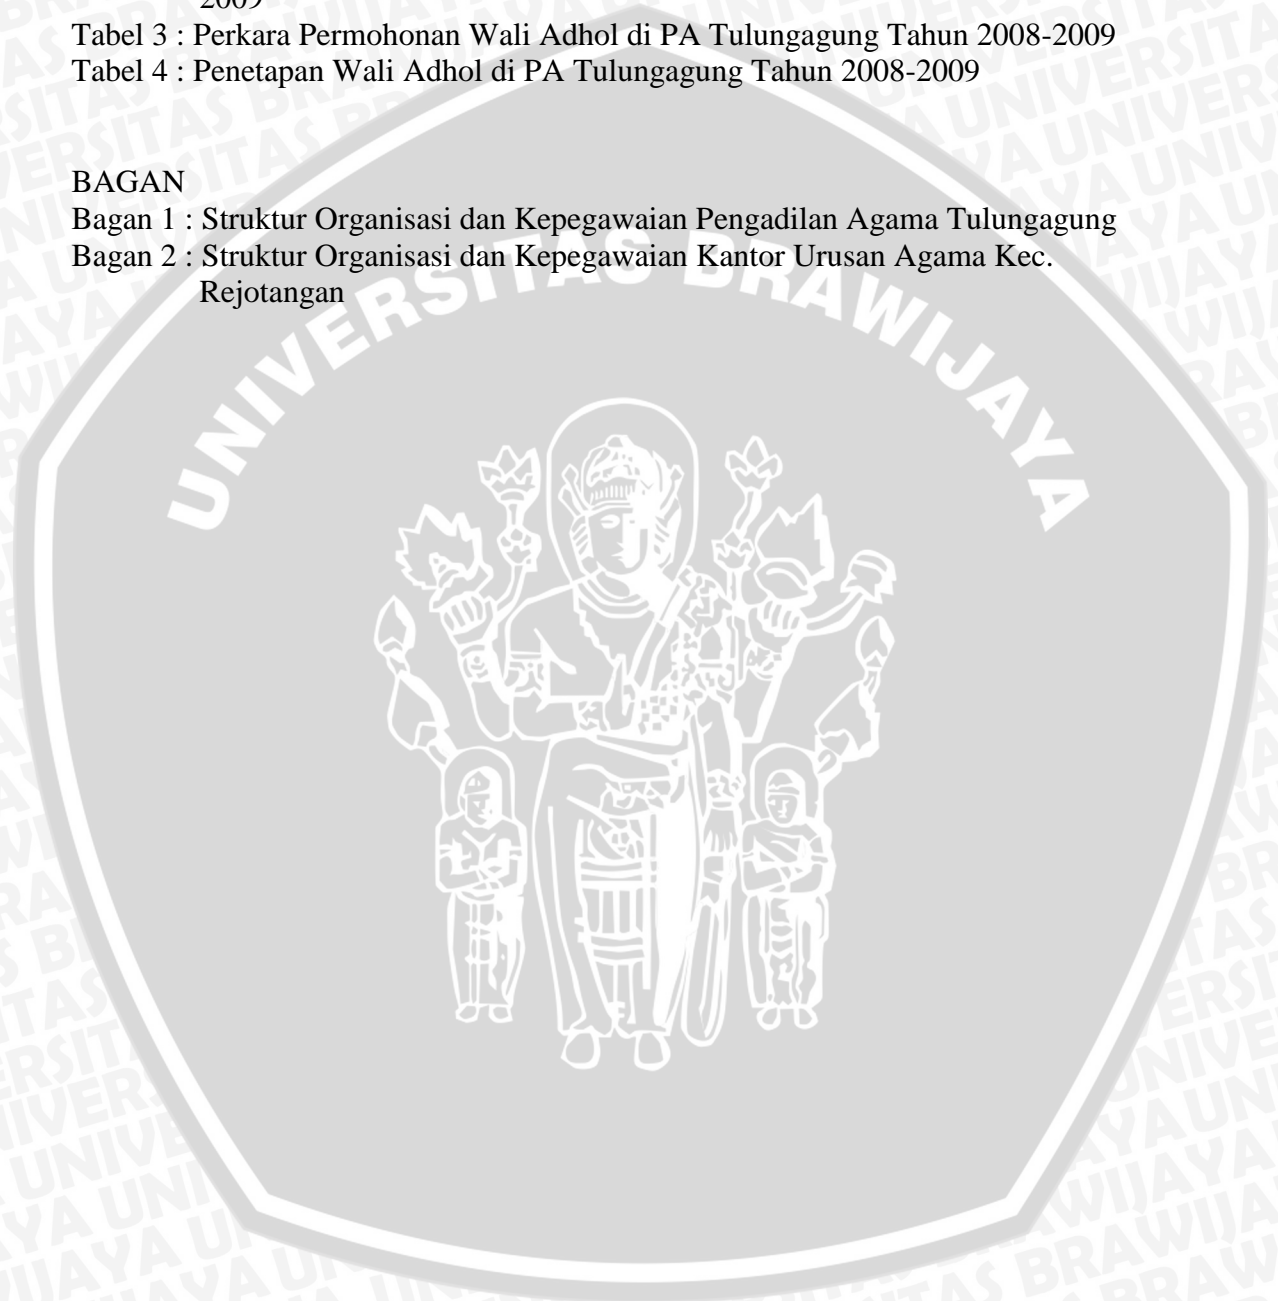 2009
Tabel 3 : Perkara Permohonan Wali Adhol di PA Tulungagung Tahun 2008-2009
Tabel 4 : Penetapan Wali Adhol di PA Tulungagung Tahun 2008-2009
BAGAN
Bagan 1 : Struktur Organisasi dan Kepegawaian Pengadilan Agama Tulungagung
Bagan 2 : Struktur Organisasi dan Kepegawaian Kantor Urusan Agama Kec.
Rejotangan
UNIVERSITAS BRAWIJAYA